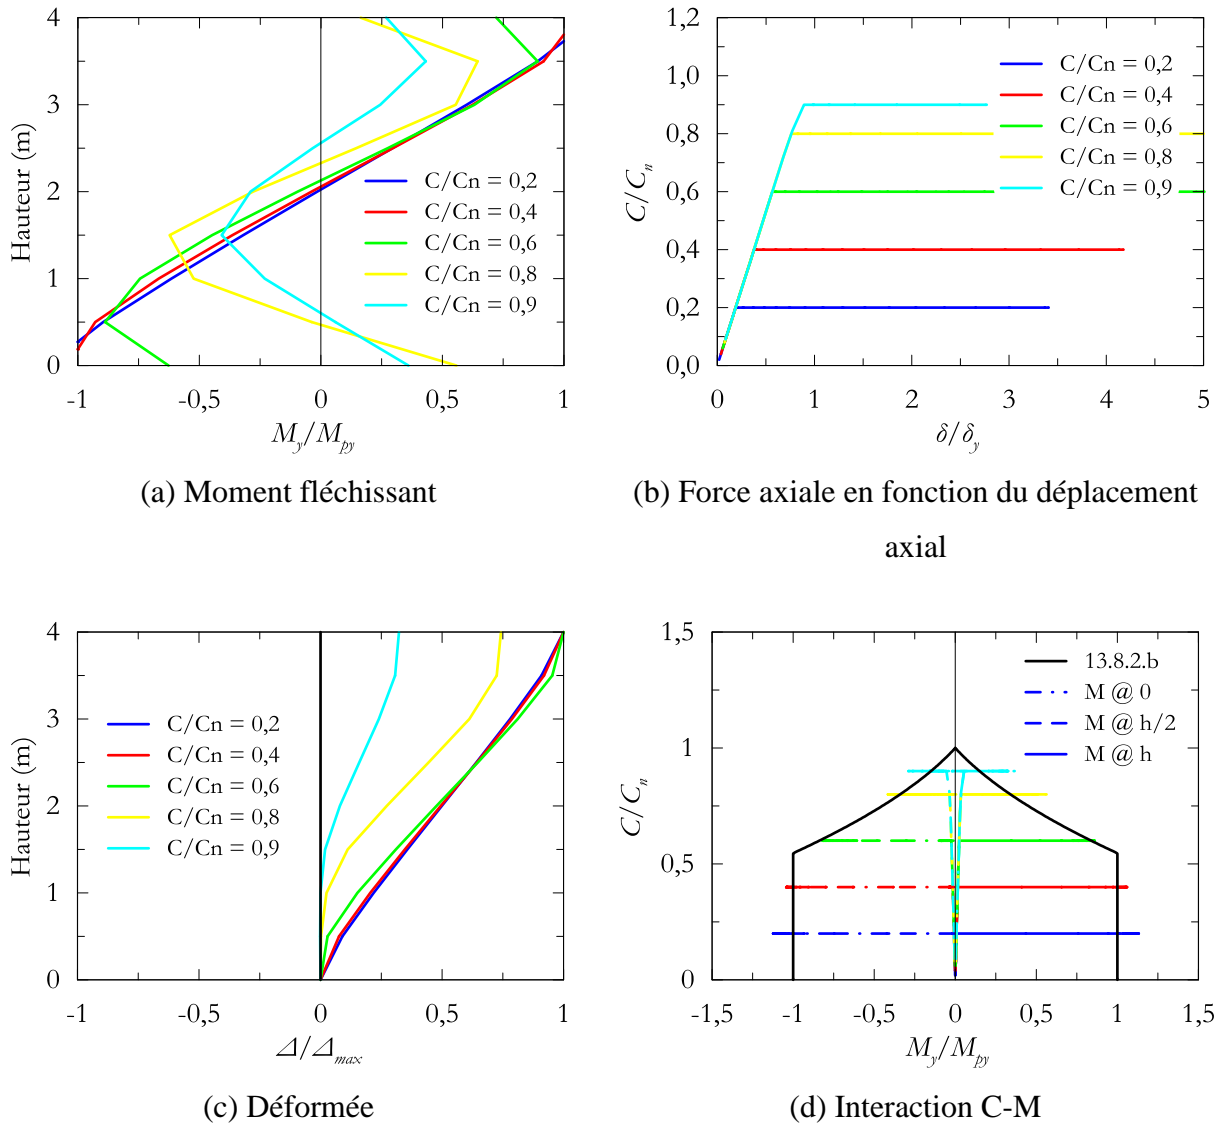 4
3
2
1
0
Hauteur (m)
C/Cn = 0,2
C/Cn = 0,4
C/Cn = 0,6
C/Cn = 0,8
C/Cn = 0,9
-1
-0,5
0
0,5
1
My/Mpy
(a) Moment fléchissant
1,2
1,0
0,8
0,6
0,4
0,2
0,0
C/Cn
C/Cn = 0,2
C/Cn = 0,4
C/Cn = 0,6
C/Cn = 0,8
C/Cn = 0,9
0
1
2
3
4
5
δ/δy
(b) Force axiale en fonction du déplacement
axial
4
3
2
1
0
Hauteur (m)
C/Cn = 0,2
C/Cn = 0,4
C/Cn = 0,6
C/Cn = 0,8
C/Cn = 0,9
-1
-0,5
0
0,5
1
Δ/Δmax
(c) Déformée
1,5
1
0,5
0
C/Cn
13.8.2.b
M @ 0
M @ h/2
M @ h
-1,5
-1
-0,5
0
0,5
1
1,5
My/Mpy
(d) Interaction C-M